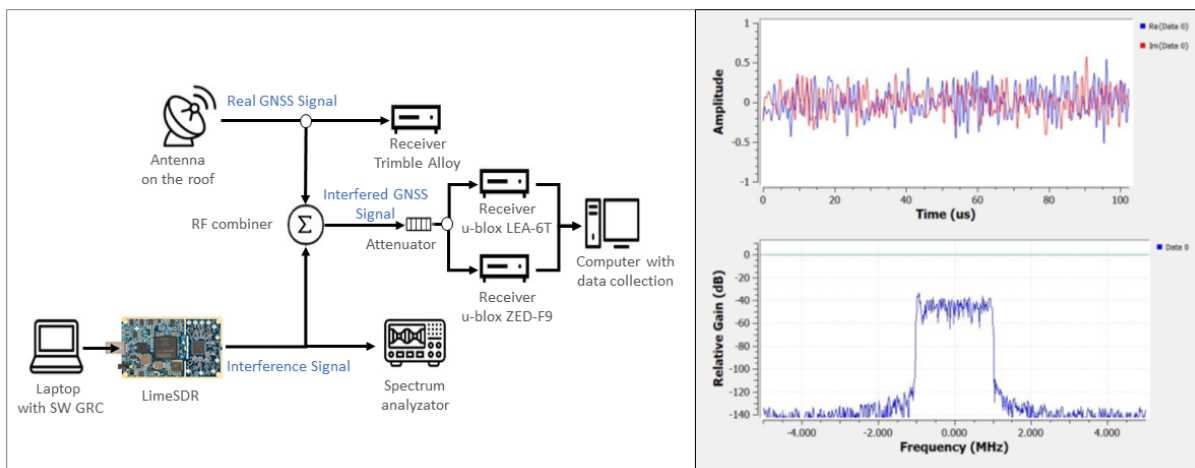 Real GNSS Signal
Antenna
on the roof
Receiver
Trimble Alloy
Interfered GNSS
Signal
RF combiner
Σ
Attenuator
Receiver
u-blox LEA-6T
Receiver
u-blox ZED-F9
Computer with
data collection
Laptop
with SW GRC
LimeSDR
Interference Signal
Spectrum
analyzator
Amplitude
1
0.5
0
-0.5
-1
0 20 40 60 80 100
Time (us)
Re{Data 0}
Im{Data 0}
Relative Gain (dB)
0
-20
-40
-60
-80
-100
-120
-140
-4.000 -2.000 0.000 2.000 4.000
Frequency (MHz)
Data 0